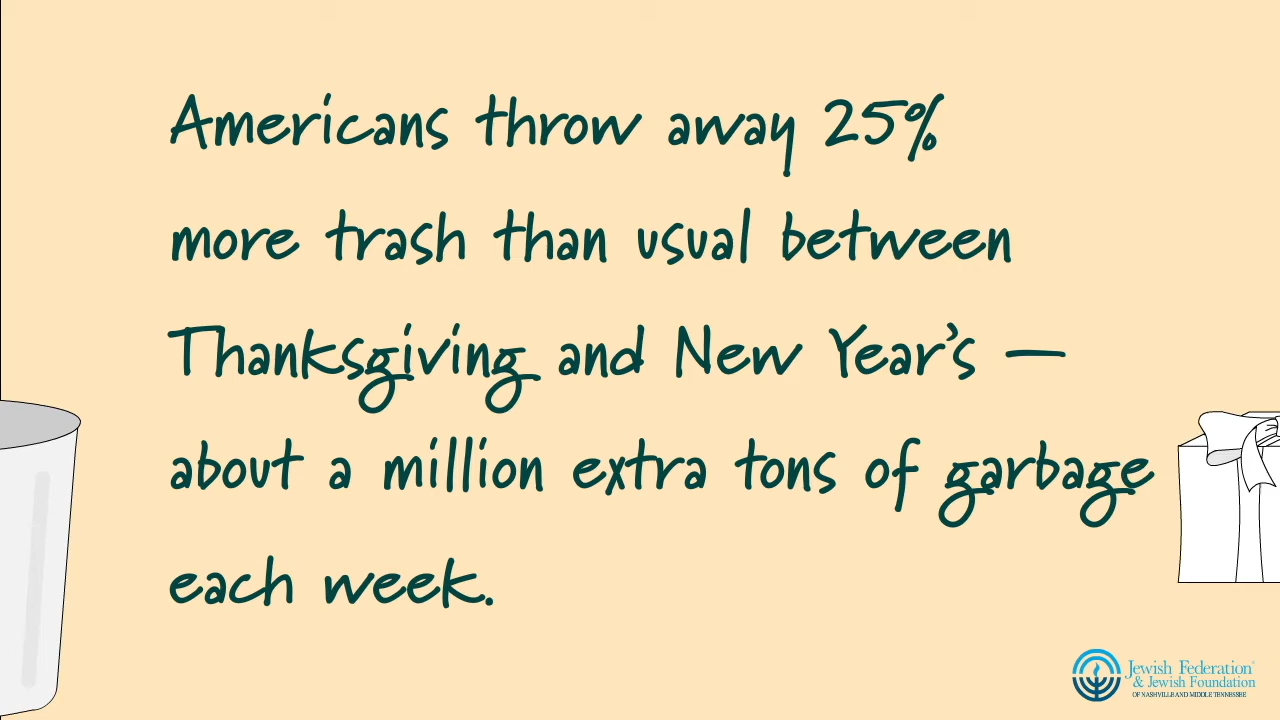 Americans throw away 25%
more trash than usual between
Thanksgiving and New Year's —
about a million extra tons of garbage
each week.
Jewish Federation®
& Jewish Foundation
OF NASHVILLE AND MIDDLE TENNESSEE